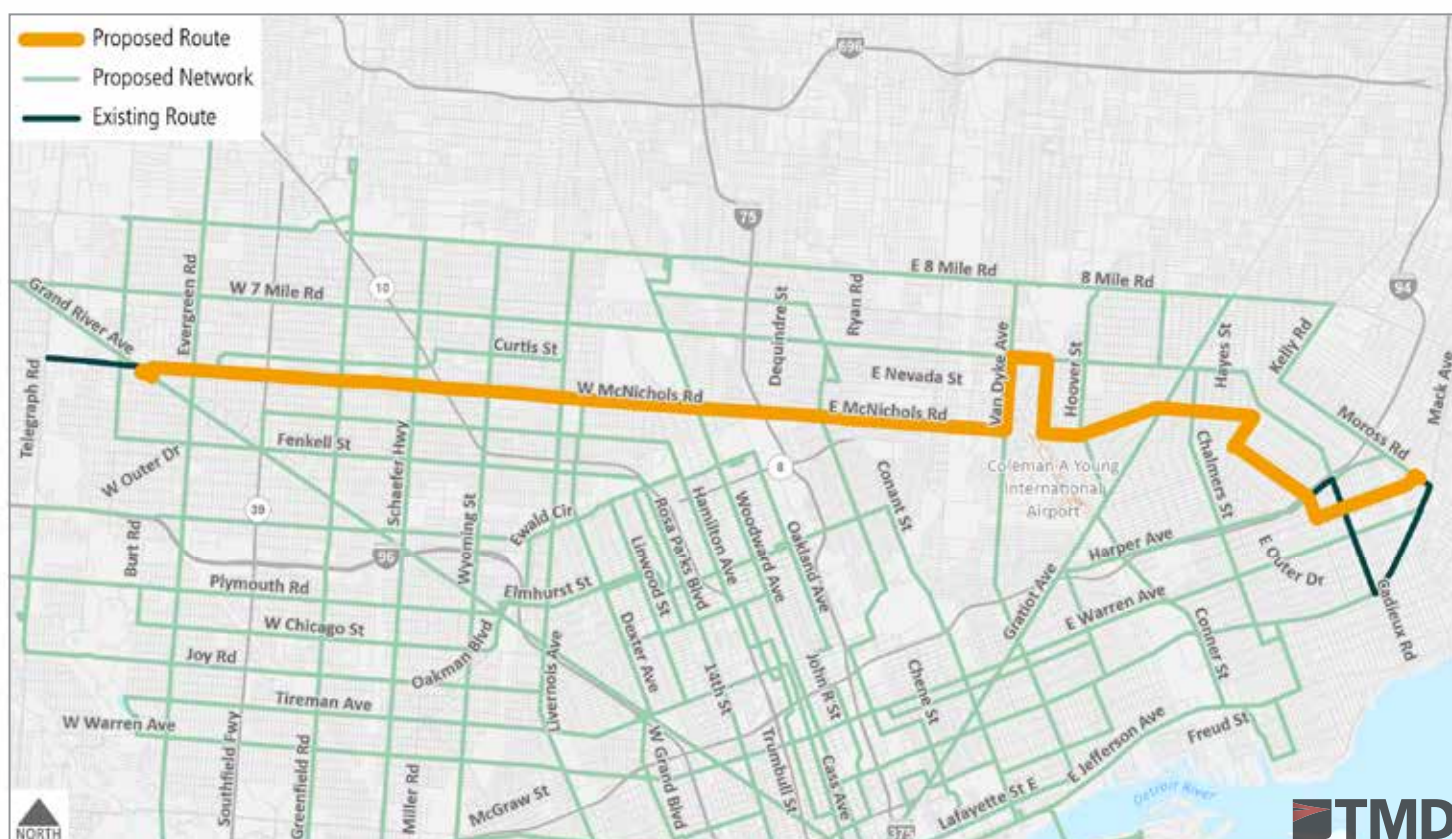 Proposed Route
Proposed Network
Existing Route
696
75
94
10
39
96
8
375
E 8 Mile Rd
8 Mile Rd
Grand River Ave
Evergreen Rd
W 7 Mile Rd
Dequindre St
Ryan Rd
Hayes St
Kelly Rd
Mack Ave
Curtis St
Telegraph Rd
W McNichols Rd
E Nevada St
Van Dyke Ave
Hoover St
E McNichols Rd
Moross Rd
Fenkell St
W Outer Dr
Schaefer Hwy
Wyoming St
Coleman A Young
International
Airport
Chalmers St
Conant St
Ewald Cir
Rosa Parks Blvd
Hamilton Ave
Woodward Ave
Oakland Ave
Linwood St
Harper Ave
E Outer Dr
Burt Rd
Plymouth Rd
Elmhurst St
Gratiot Ave
E Warren Ave
Cadieux Rd
W Chicago St
Joy Rd
Oakman Blvd
Livernois Ave
Dexter Ave
14th St
John R St
Chene St
Conner St
Tireman Ave
W Warren Ave
Southfield Fwy
Greenfield Rd
Miller Rd
McGraw St
W Grand Blvd
Trumbull St
Cass Ave
Lafayette St E
E Jefferson Ave
Freud St
Detroit River
NORTH
TMD